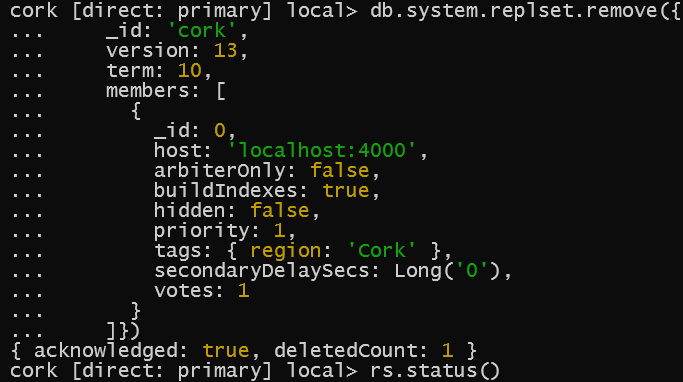 cork [direct: primary] local> db.system.replset.remove({
...     _id: 'cork',
...     version: 13,
...     term: 10,
...     members: [
...       {
...         _id: 0,
...         host: 'localhost:4000',
...         arbiterOnly: false,
...         buildIndexes: true,
...         hidden: false,
...         priority: 1,
...         tags: { region: 'Cork' },
...         secondaryDelaySecs: Long('0'),
...         votes: 1
...       }
...     ]})
{ acknowledged: true, deletedCount: 1 }
cork [direct: primary] local> rs.status()